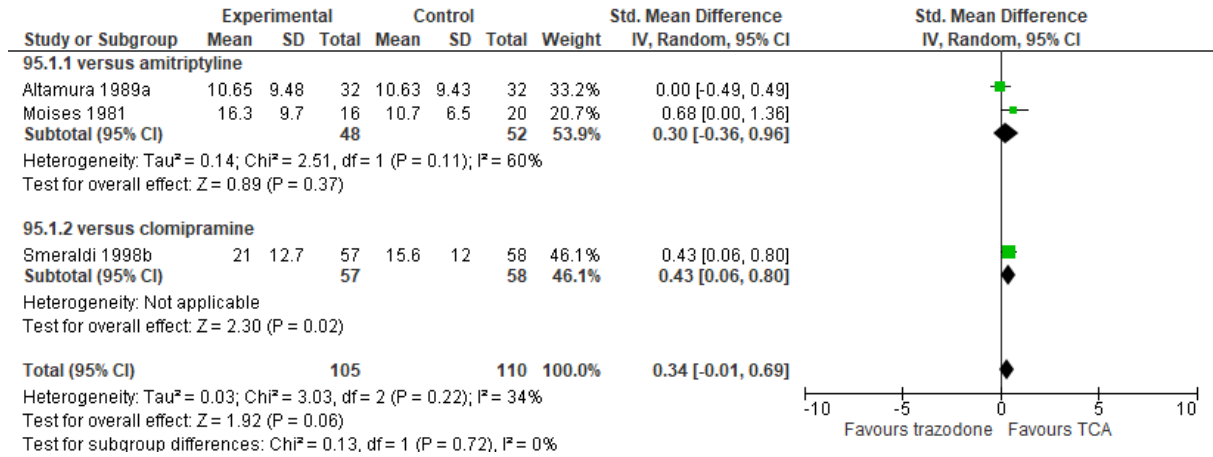 Experimental Control Std. Mean Difference Std. Mean Difference
Study or Subgroup Mean SD Total Mean SD Total Weight IV, Random, 95% CI IV, Random, 95% CI
95.1.1 versus amitriptyline
Altamura 1989a 10.65 9.48 32 10.63 9.43 32 33.2% 0.00 [-0.49, 0.49]
Moises 1981 16.3 9.7 16 10.7 6.5 20 20.7% 0.68 [0.00, 1.36]
Subtotal (95% CI) 48 52 53.9% 0.30 [-0.36, 0.96]
Heterogeneity: Tau² = 0.14; Chi² = 2.51, df = 1 (P = 0.11); I² = 60%
Test for overall effect: Z = 0.89 (P = 0.37)
95.1.2 versus clomipramine
Smeraldi 1998b 21 12.7 57 15.6 12 58 46.1% 0.43 [0.06, 0.80]
Subtotal (95% CI) 57 58 46.1% 0.43 [0.06, 0.80]
Heterogeneity: Not applicable
Test for overall effect: Z = 2.30 (P = 0.02)
Total (95% CI) 105 110 100.0% 0.34 [-0.01, 0.69]
Heterogeneity: Tau² = 0.03; Chi² = 3.03, df = 2 (P = 0.22); I² = 34%
Test for overall effect: Z = 1.92 (P = 0.06)
Test for subgroup differences: Chi² = 0.13, df = 1 (P = 0.72), I² = 0%
-10 -5 0 5 10
Favours trazodone Favours TCA